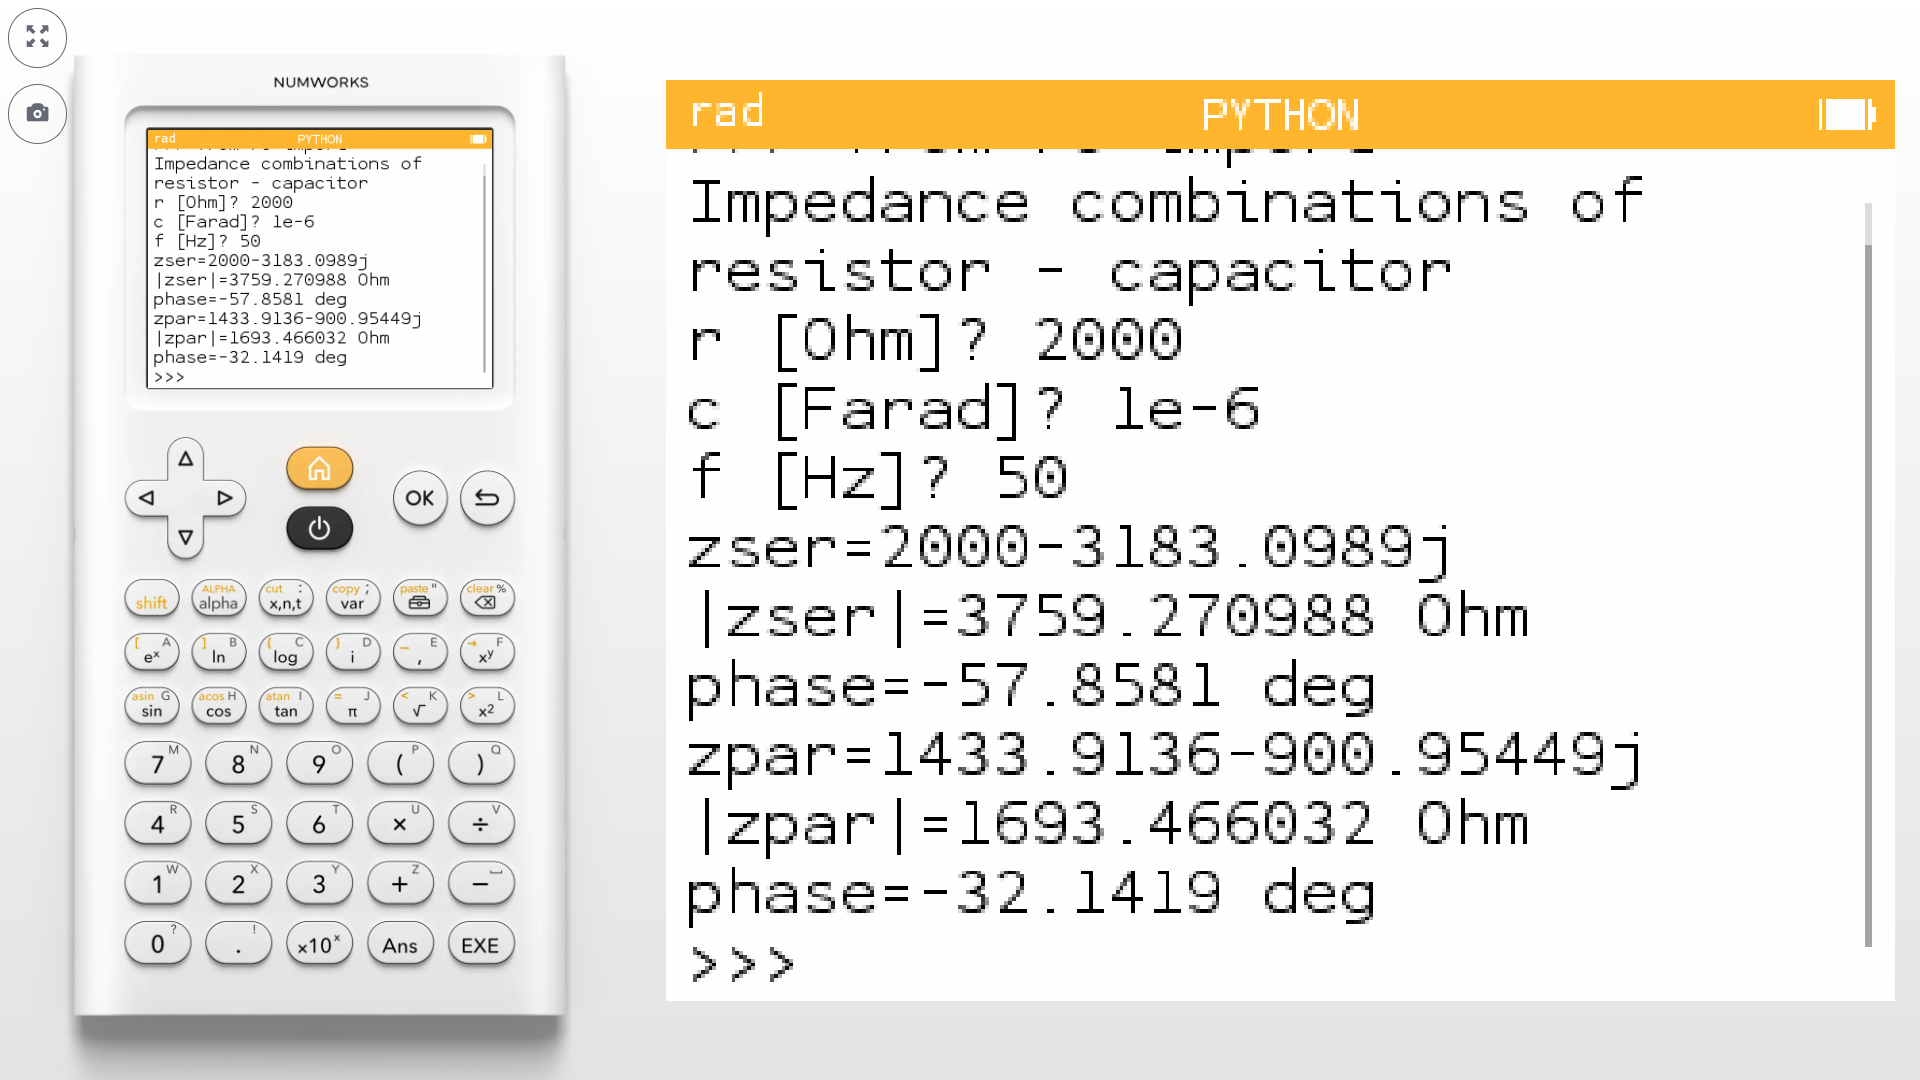 NUMWORKS
rad PYTHON
Impedance combinations of
resistor - capacitor
r [Ohm]? 2000
c [Farad]? 1e-6
f [Hz]? 50
zser=2000-3183.0989j
|zser|=3759.270988 Ohm
phase=-57.8581 deg
zpar=1433.9136-900.95449j
|zpar|=1693.466032 Ohm
phase=-32.1419 deg
>>>
OK
shift
ALPHA alpha
cut : x,n,t
copy ; var
paste "
clear %
[ A eˣ
] B ln
{ C log
} D i
_ E ,
→ F xʸ
asin G sin
acos H cos
atan I tan
= J π
< K √
> L x²
7 M
8 N
9 O
( P
) Q
4 R
5 S
6 T
× U
÷ V
1 W
2 X
3 Y
+ Z
−
0 ?
. !
×10ˣ
Ans
EXE
rad PYTHON
Impedance combinations of
resistor - capacitor
r [Ohm]? 2000
c [Farad]? 1e-6
f [Hz]? 50
zser=2000-3183.0989j
|zser|=3759.270988 Ohm
phase=-57.8581 deg
zpar=1433.9136-900.95449j
|zpar|=1693.466032 Ohm
phase=-32.1419 deg
>>>